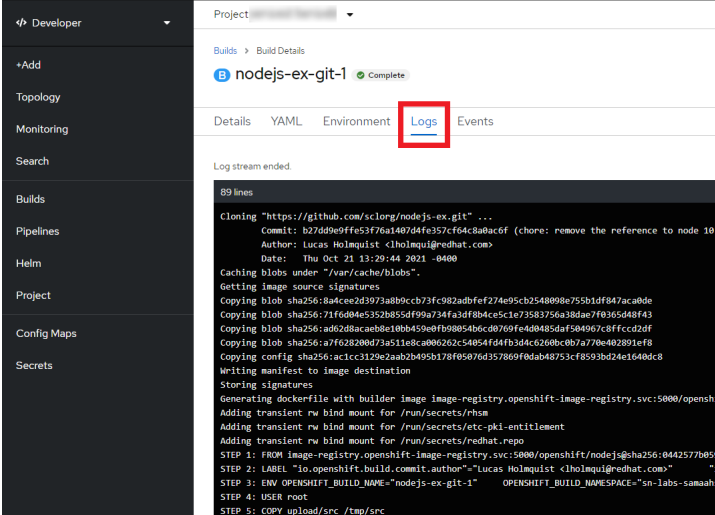 Developer
Project
Builds > Build Details
B nodejs-ex-git-1 Complete
+Add
Topology
Monitoring
Search
Builds
Pipelines
Helm
Project
Config Maps
Secrets
Details YAML Environment Logs Events
Log stream ended.
89 lines
Cloning "https://github.com/sclorg/nodejs-ex.git" ...
Commit: b27dd9e9ffe53f76a1407d4fe357cf64c8a0ac6f (chore: remove the reference to node 10
Author: Lucas Holmquist <lholmqui@redhat.com>
Date: Thu Oct 21 13:29:44 2021 -0400
Caching blobs under "/var/cache/blobs".
Getting image source signatures
Copying blob sha256:8a4cee2d3973a8b9ccb73fc982adbfef274e95cb2548098e755b1df847aca0de
Copying blob sha256:71f6d04e5352b855df99a734fa3df8b4ce5c1e73583756a38dae7f0365d48f43
Copying blob sha256:ad62d8acaeb8e10bb459e0fb98054b6cd0769fe4d0485daf504967c8ffccd2df
Copying blob sha256:a7f628200d73a511e8ca006262c54054fd4fb3d4c6260bc0b7a770e402891ef8
Copying config sha256:ac1cc3129e2aab2b495b178f05076d357869f0dab48753cf8593bd24e1640dc8
Writing manifest to image destination
Storing signatures
Generating dockerfile with builder image image-registry.openshift-image-registry.svc:5000/opensh
Adding transient rw bind mount for /run/secrets/rhsm
Adding transient rw bind mount for /run/secrets/etc-pki-entitlement
Adding transient rw bind mount for /run/secrets/redhat.repo
STEP 1: FROM image-registry.openshift-image-registry.svc:5000/openshift/nodejs@sha256:0442577b05
STEP 2: LABEL "io.openshift.build.commit.author"="Lucas Holmquist <lholmqui@redhat.com>" "
STEP 3: ENV OPENSHIFT_BUILD_NAME="nodejs-ex-git-1" OPENSHIFT_BUILD_NAMESPACE="sn-labs-samaah
STEP 4: USER root
STEP 5: COPY upload/src /tmp/src